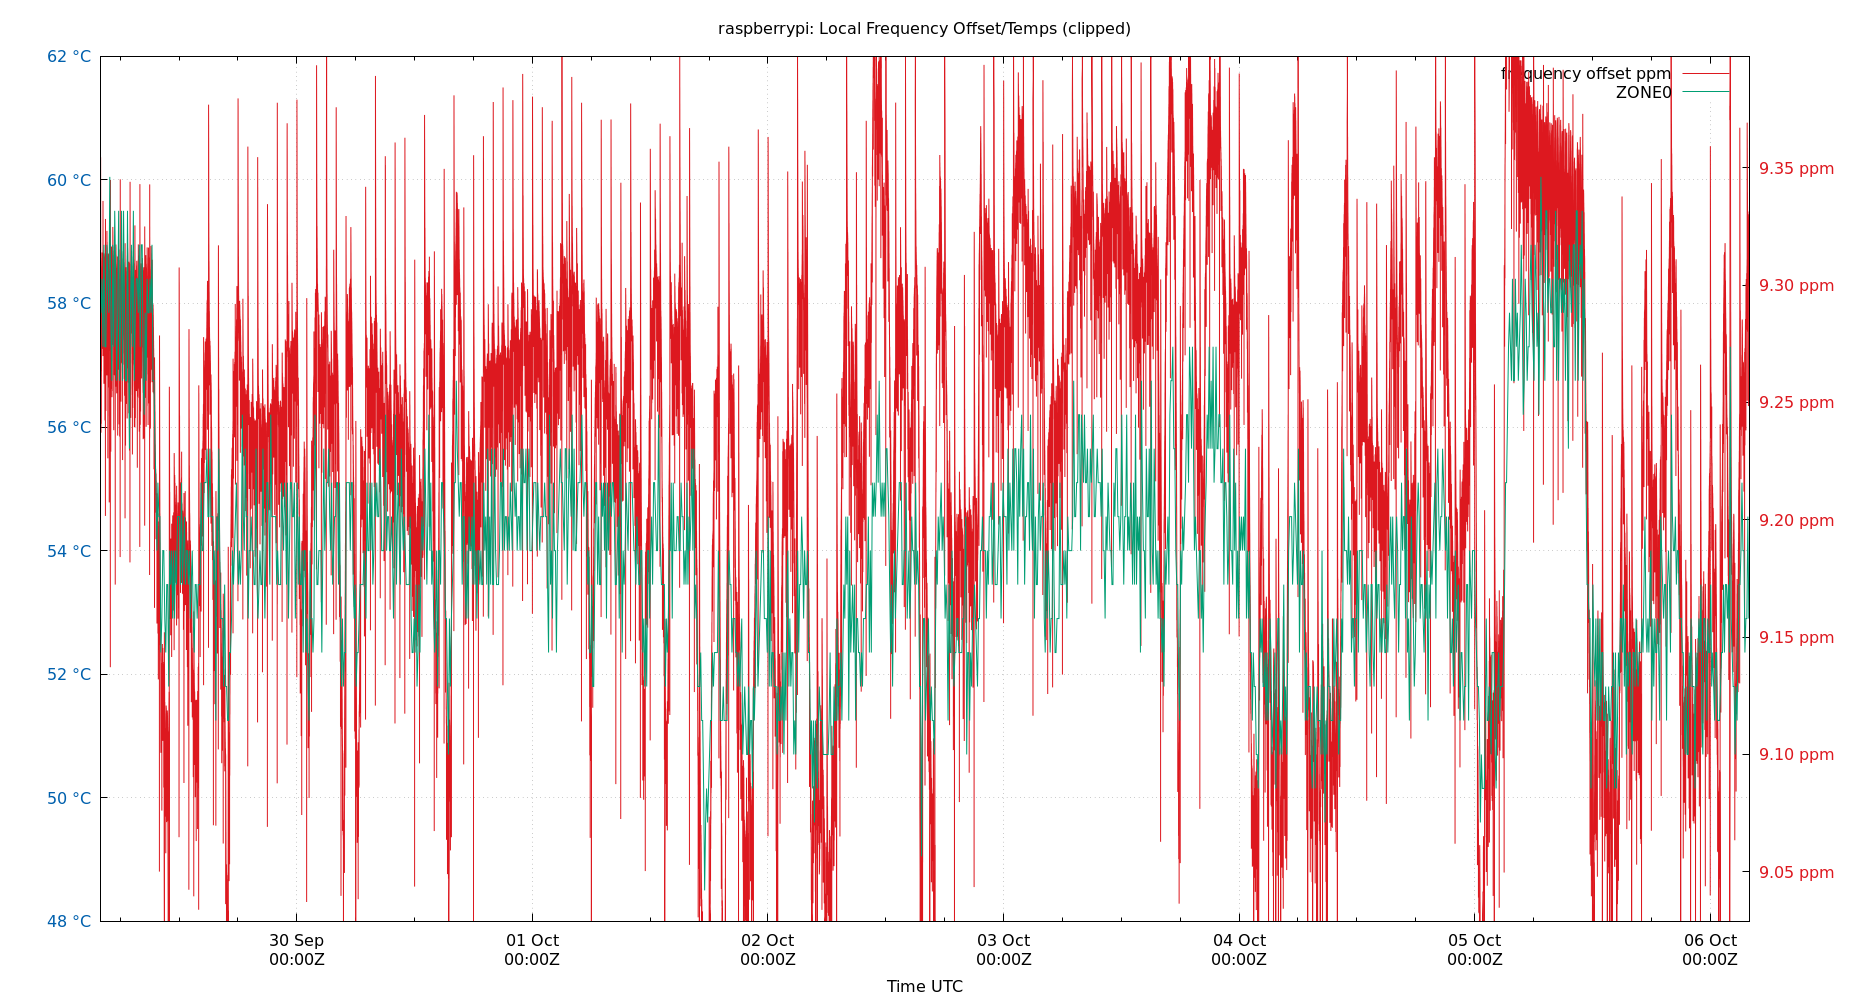 raspberrypi: Local Frequency Offset/Temps (clipped)
62 °C
60 °C
58 °C
56 °C
54 °C
52 °C
50 °C
48 °C
frequency offset ppm
ZONE0
9.35 ppm
9.30 ppm
9.25 ppm
9.20 ppm
9.15 ppm
9.10 ppm
9.05 ppm
30 Sep
00:00Z
01 Oct
00:00Z
02 Oct
00:00Z
03 Oct
00:00Z
04 Oct
00:00Z
05 Oct
00:00Z
06 Oct
00:00Z
Time UTC